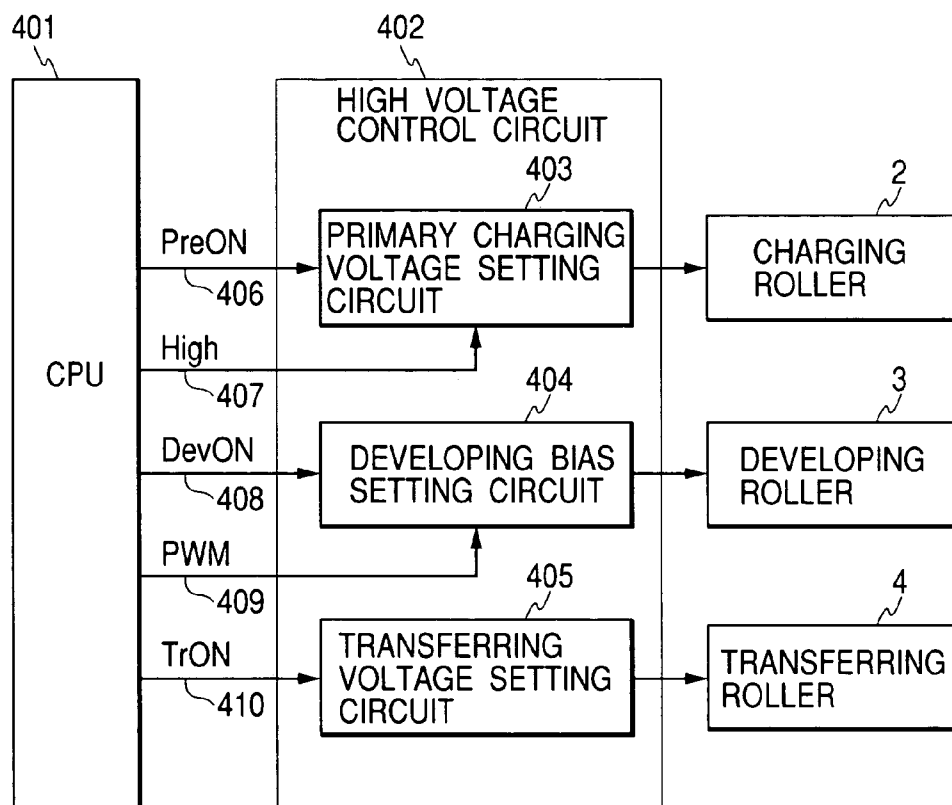 401
402
HIGH VOLTAGE
CONTROL CIRCUIT
403
2
PreON
PRIMARY CHARGING
VOLTAGE SETTING
CIRCUIT
CHARGING
ROLLER
406
High
407
CPU
404
3
DevON
DEVELOPING BIAS
SETTING CIRCUIT
DEVELOPING
ROLLER
408
PWM
409
405
4
TrON
TRANSFERRING
VOLTAGE SETTING
CIRCUIT
TRANSFERRING
ROLLER
410